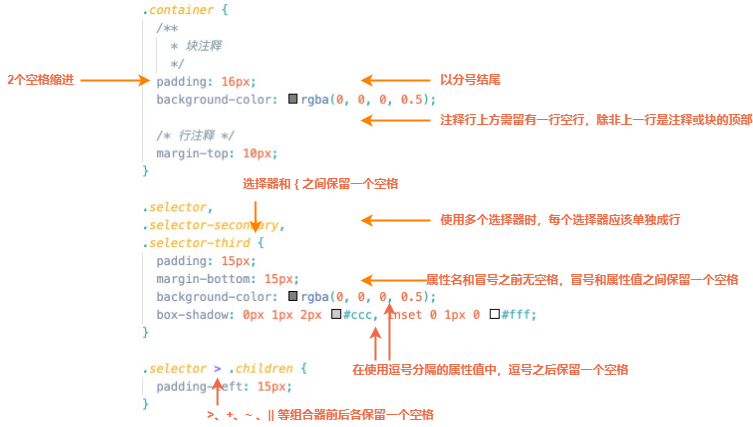 .container {
/**
* 块注释
*/
2个空格缩进
padding: 16px;
以分号结尾
background-color: rgba(0, 0, 0, 0.5);
注释行上方需留有一行空行，除非上一行是注释或块的顶部
/* 行注释 */
margin-top: 10px;
}
选择器和 { 之间保留一个空格
.selector,
.selector-secondary,
使用多个选择器时，每个选择器应该单独成行
.selector-third {
padding: 15px;
margin-bottom: 15px;
属性名和冒号之前无空格，冒号和属性值之间保留一个空格
background-color: rgba(0, 0, 0, 0.5);
box-shadow: 0px 1px 2px #ccc, inset 0 1px 0 #fff;
}
.selector > .children {
在使用逗号分隔的属性值中，逗号之后保留一个空格
padding-left: 15px;
}
>、+、~、|| 等组合器前后各保留一个空格